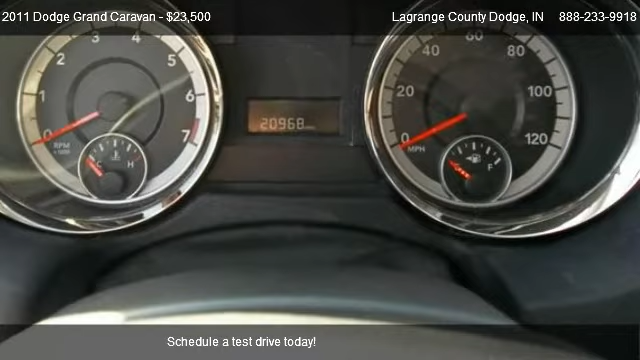 2011 Dodge Grand Caravan - $23,500
Lagrange County Dodge, IN 888-233-9918
0 1 2 3 4 5 6 7
RPM
x 1000
C H
20968
0 20 40 60 80 100 120
MPH
F
Schedule a test drive today!